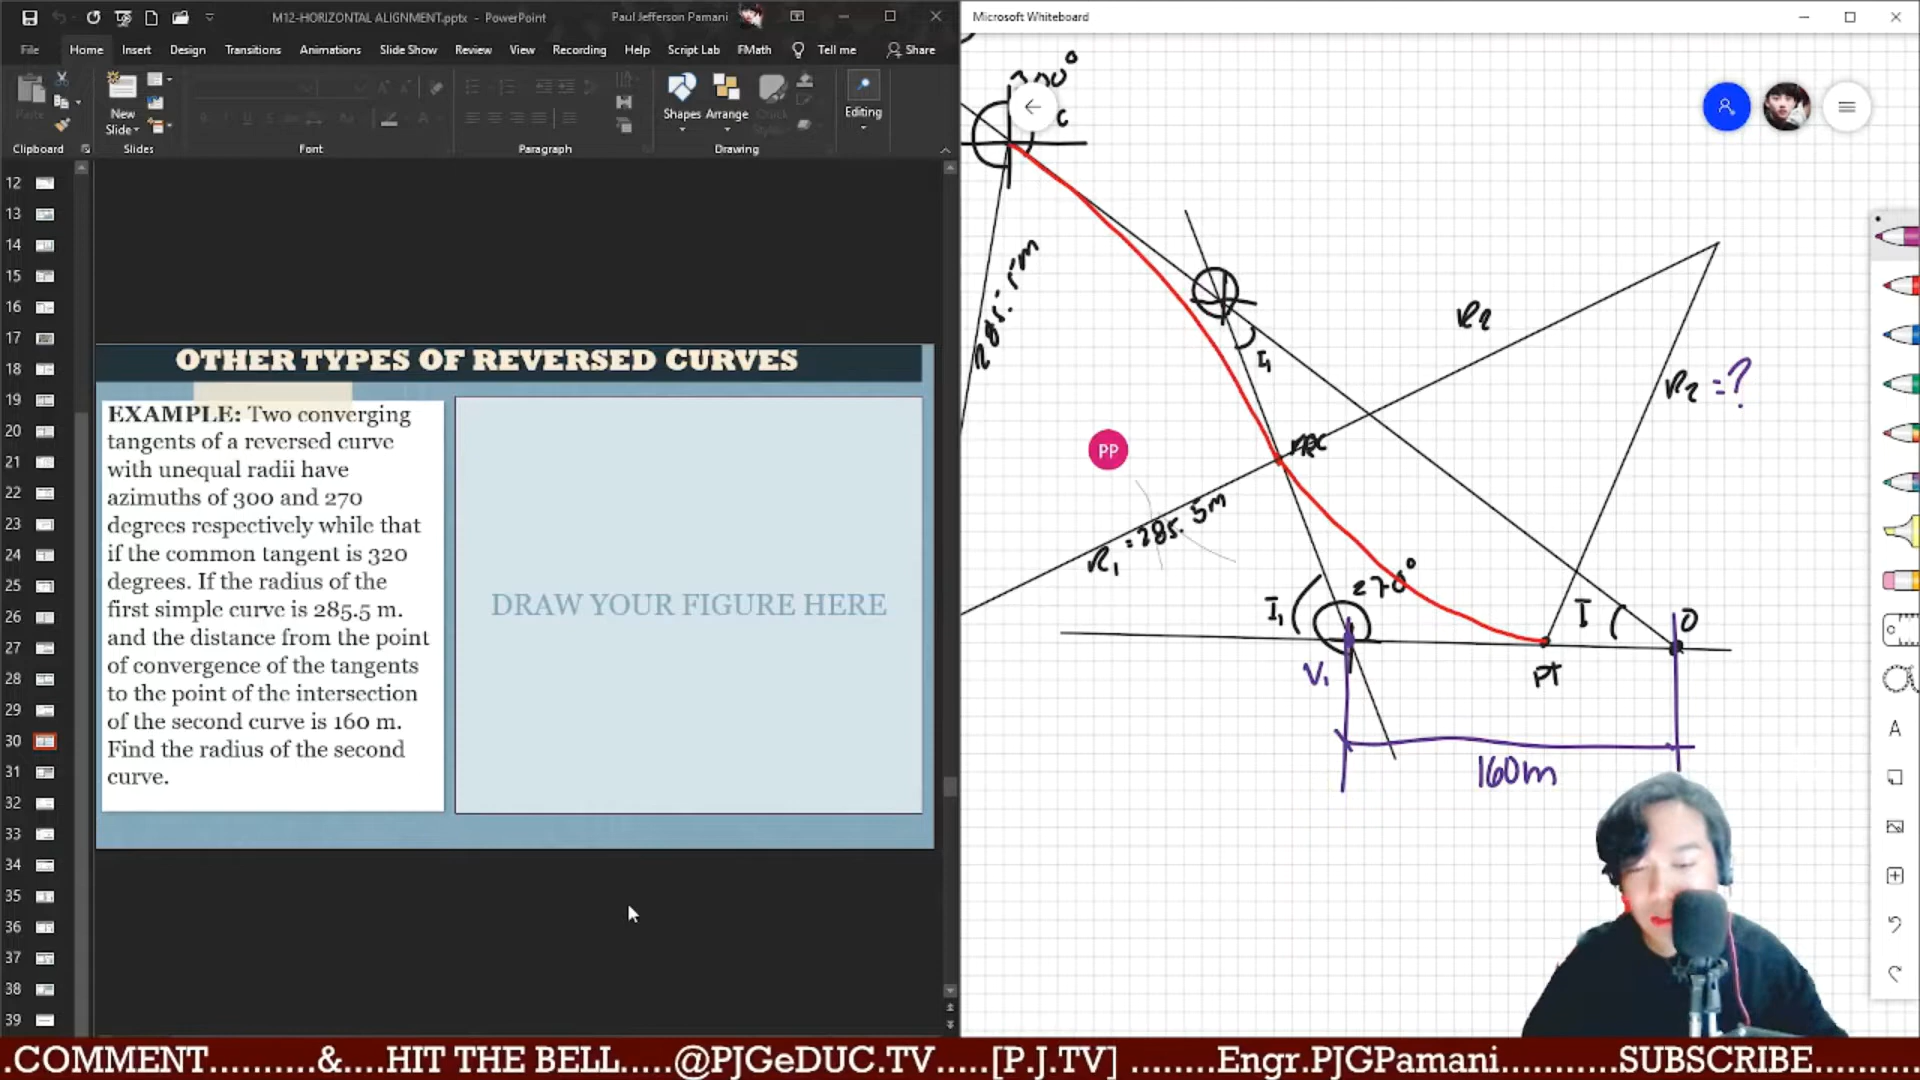 M12-HORIZONTAL ALIGNMENT.pptx - PowerPoint
Paul Jefferson Pamani
File Home Insert Design Transitions Animations Slide Show Review View Recording Help Script Lab FMath Tell me Share
Paste
New
Slide
Shapes Arrange Quick
Styles
Editing
Clipboard Slides Font Paragraph Drawing
12
13
14
15
16
17
18
19
20
21
22
23
24
25
26
27
28
29
30
31
32
33
34
35
36
37
38
39
OTHER TYPES OF REVERSED CURVES
EXAMPLE: Two converging
tangents of a reversed curve
with unequal radii have
azimuths of 300 and 270
degrees respectively while that
if the common tangent is 320
degrees. If the radius of the
first simple curve is 285.5 m.
and the distance from the point
of convergence of the tangents
to the point of the intersection
of the second curve is 160 m.
Find the radius of the second
curve.
DRAW YOUR FIGURE HERE
Microsoft Whiteboard
C
285.5m
I1
R2
R2 =?
PP
PRC
R1 = 285.5m
270°
I1
I
O
V1
PT
160m
A
.COMMENT..........&....HIT THE BELL.....@PJGeDUC.TV.....[P.J.TV] ........Engr.PJGPamani..........SUBSCRIBE..........